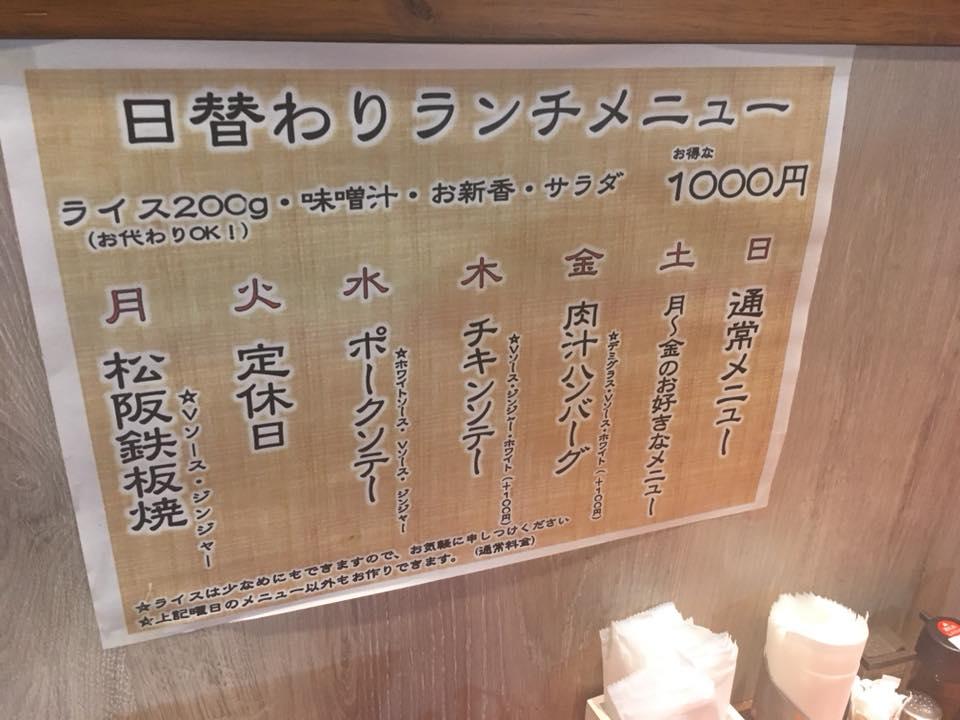 日替わりランチメニュー
お得な
ライス200g・味噌汁・お新香・サラダ 1000円
(お代わりOK!)
月
松阪鉄板焼
☆Vソース・ジンジャー
火
定休日
水
ポークソテー
☆ホワイトソース・Vソース・ジンジャー
木
チキンソテー
☆Vソース・ジンジャー・ホワイト(+100円)
金
肉汁ハンバーグ
☆デミグラス・Vソース・ホワイト(+100円)
土
月~金のお好きなメニュー
日
通常メニュー
☆ライスは少なめにもできますので、お気軽に申しつけください
☆上記曜日のメニュー以外もお作りできます。 (通常料金)